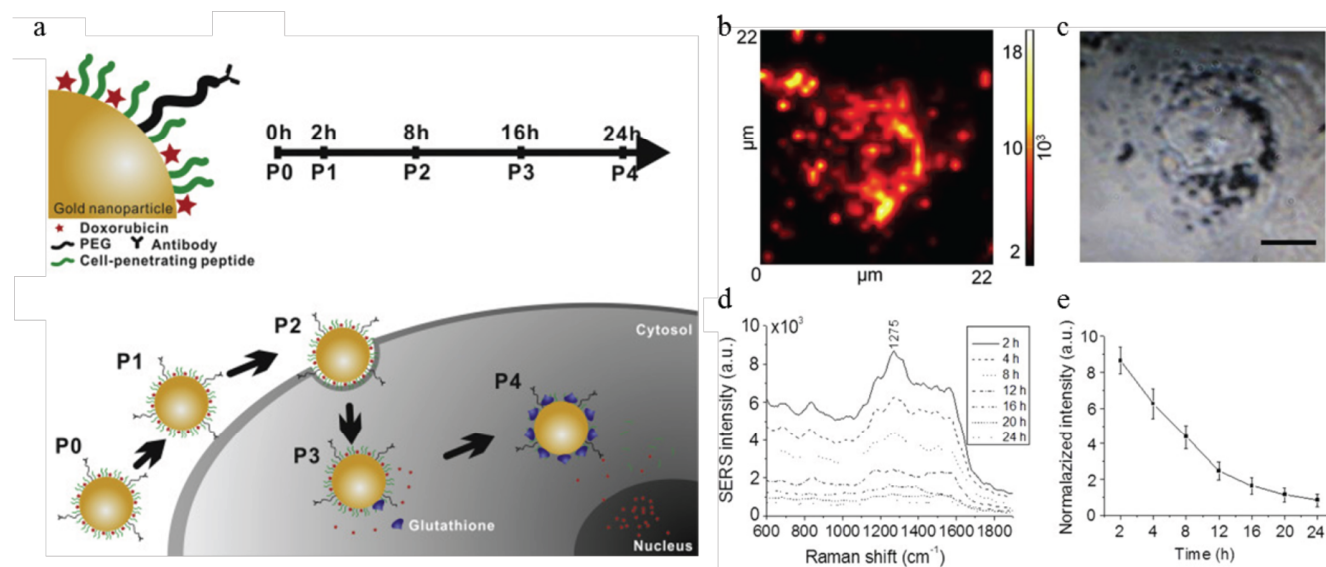 a
0h 2h 8h 16h 24h
P0 P1 P2 P3 P4
Gold nanoparticle
Doxorubicin
PEG Antibody
Cell-penetrating peptide
P0
P1
P2
P3
P4
Cytosol
Glutathione
Nucleus
b
22
μm
0 μm 22
18
10
2
10³
c
d
x10³
SERS intensity (a.u.)
10
8
6
4
2
0
1275
2 h
4 h
8 h
12 h
16 h
20 h
24 h
600 800 1000 1200 1400 1600 1800
Raman shift (cm⁻¹)
e
Normalazized intensity (a.u.)
10
8
6
4
2
0
2 4 8 12 16 20 24
Time (h)